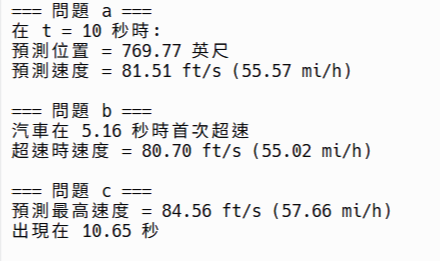 === 問題 a ===
在 t = 10 秒時:
預測位置 = 769.77 英尺
預測速度 = 81.51 ft/s (55.57 mi/h)
=== 問題 b ===
汽車在 5.16 秒時首次超速
超速時速度 = 80.70 ft/s (55.02 mi/h)
=== 問題 c ===
預測最高速度 = 84.56 ft/s (57.66 mi/h)
出現在 10.65 秒